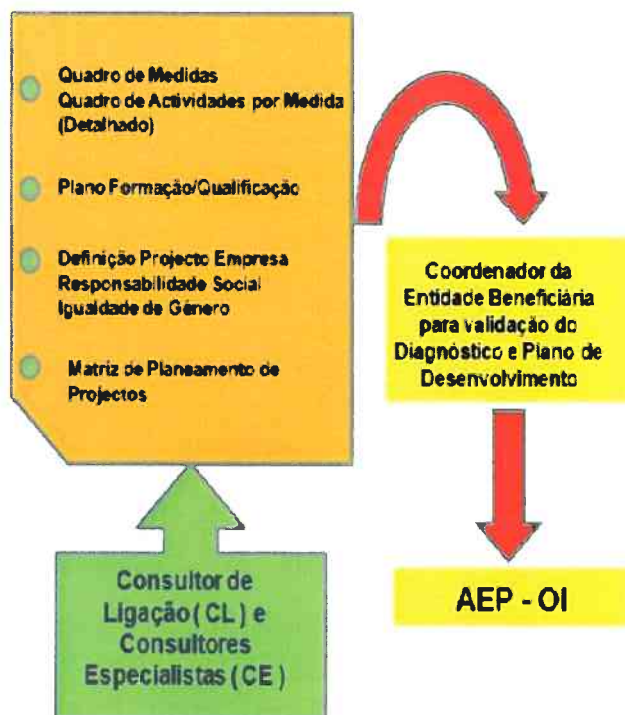 Quadro de Medidas
Quadro de Actividades por Medida
(Detalhado)
Plano Formação/Qualificação
Definição Projecto Empresa
Responsabilidade Social
Igualdade de Género
Matriz de Planeamento de
Projectos
Coordenador da
Entidade Beneficiária
para validação do
Diagnóstico e Plano de
Desenvolvimento
Consultor de
Ligação ( CL ) e
Consultores
Especialistas ( CE )
AEP - OI